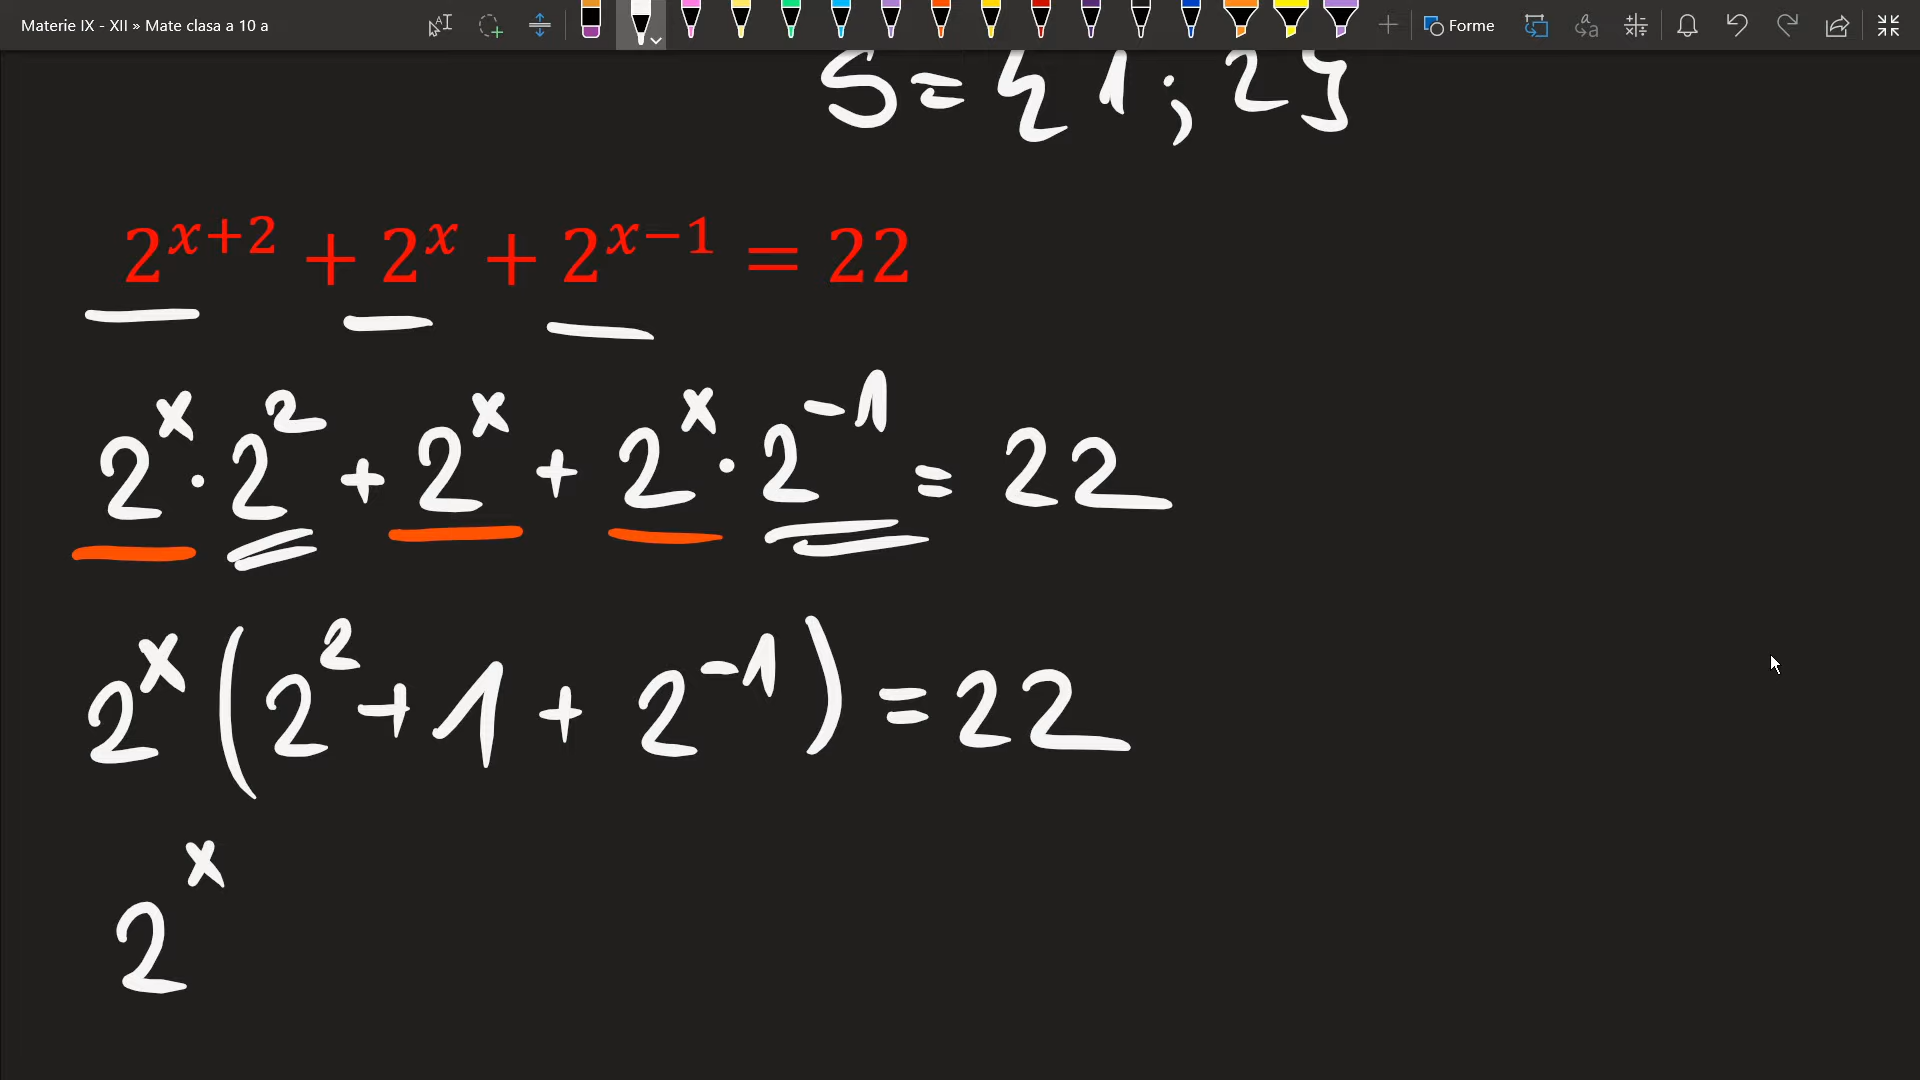 Materie IX - XII » Mate clasa a 10 a Forme
S = { 1 ; 2 }
2^{x+2} + 2^x + 2^{x−1} = 22
2^x · 2^2 + 2^x + 2^x · 2^{-1} = 22
2^x ( 2^2 + 1 + 2^{-1} ) = 22
2^x